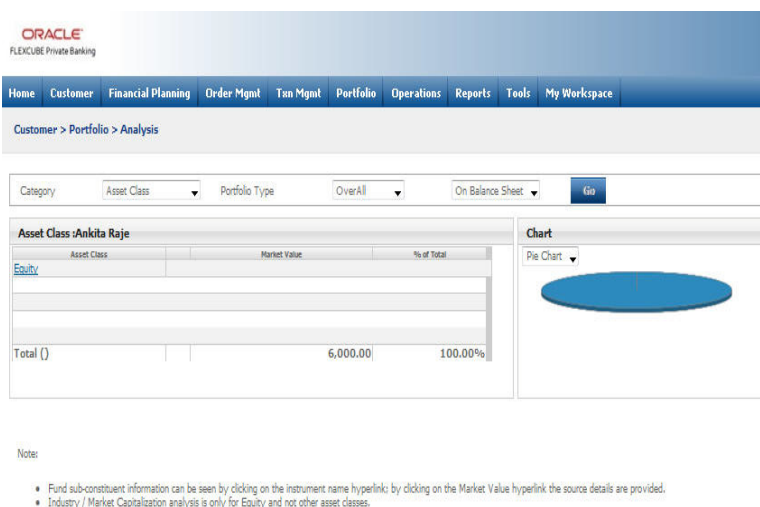 ORACLE
FLEXCUBE Private Banking
Home Customer Financial Planning Order Mgmt Txn Mgmt Portfolio Operations Reports Tools My Workspace
Customer > Portfolio > Analysis
Category Asset Class Portfolio Type OverAll On Balance Sheet Go
Asset Class :Ankita Raje
Asset Class Market Value % of Total
Equity
Total () 6,000.00 100.00%
Chart
Pie Chart
Note:
• Fund sub-constituent information can be seen by clicking on the instrument name hyperlink; by clicking on the Market Value hyperlink the source details are provided.
• Industry / Market Capitalization analysis is only for Equity and not other asset classes.